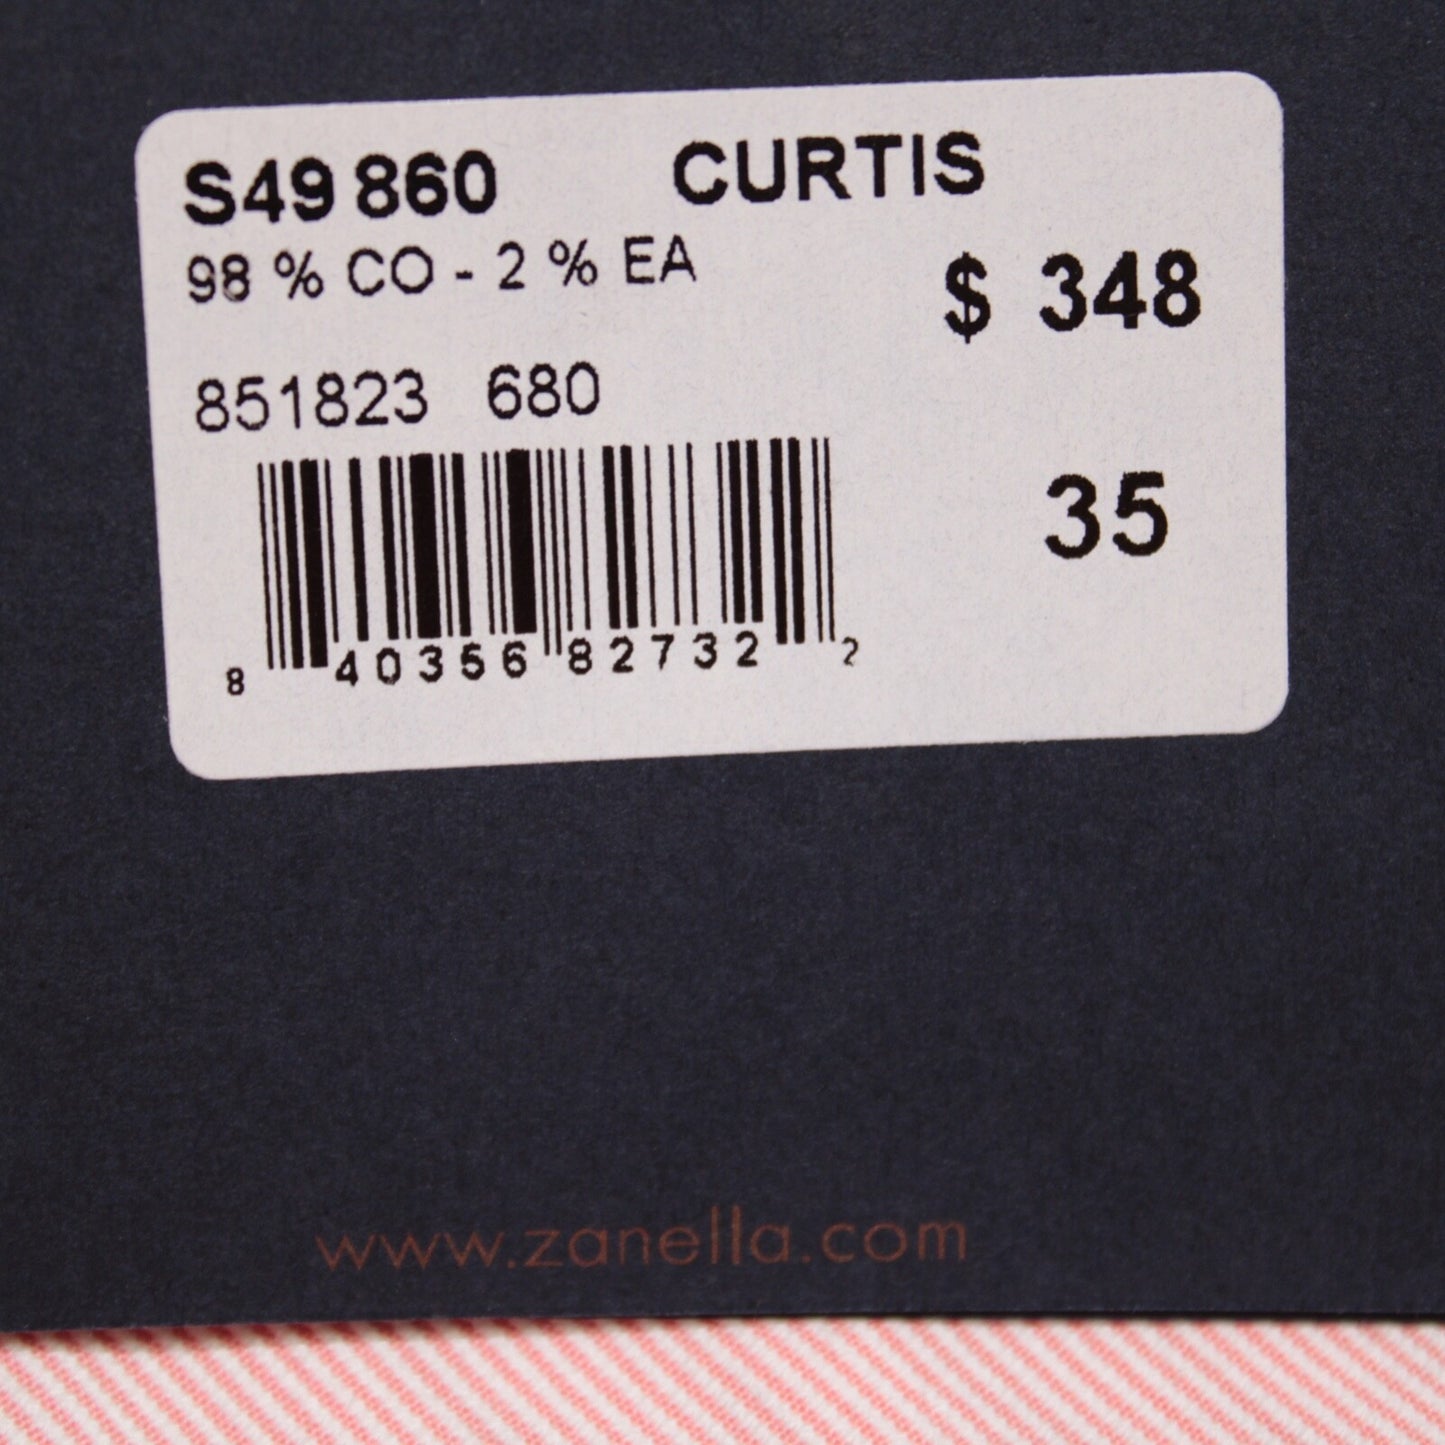 S49 860 CURTIS
98 % CO - 2 % EA
$ 348
851823 680
35
8 40356 82732 2
www.zanella.com